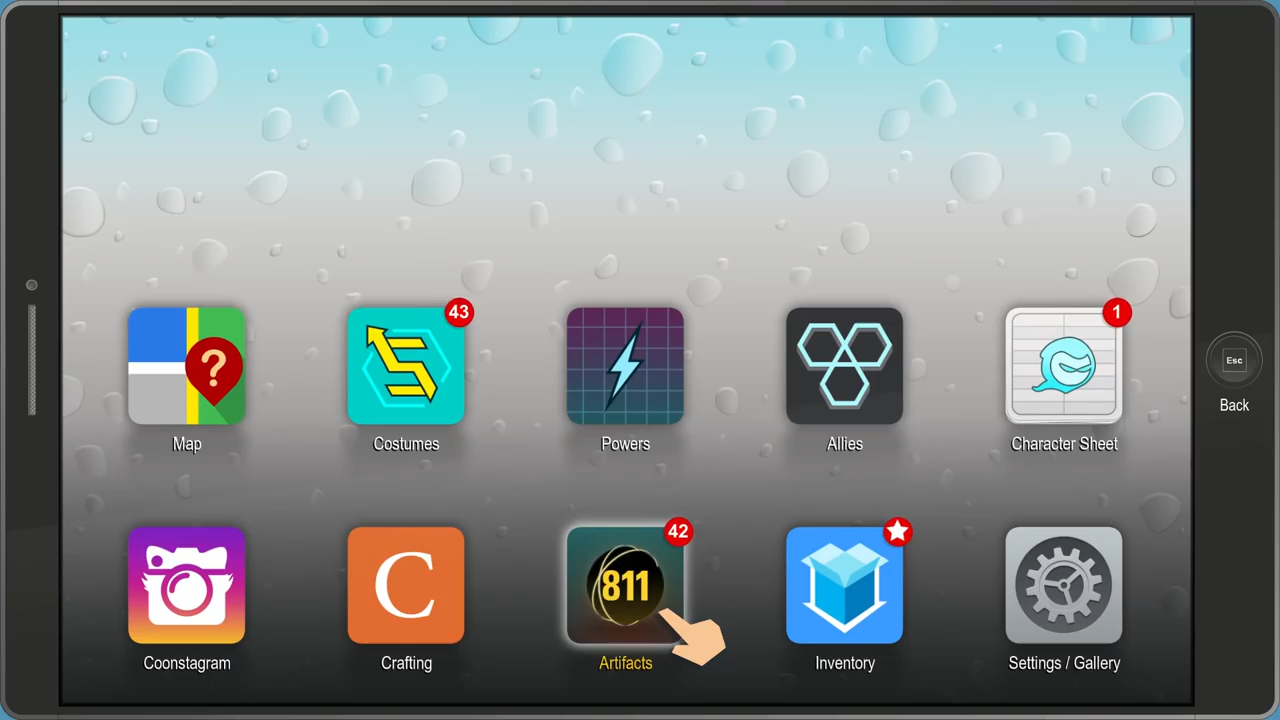 ?
43
1
Map
Costumes
Powers
Allies
Character Sheet
Esc
Back
42
811
C
Coonstagram
Crafting
Artifacts
Inventory
Settings / Gallery